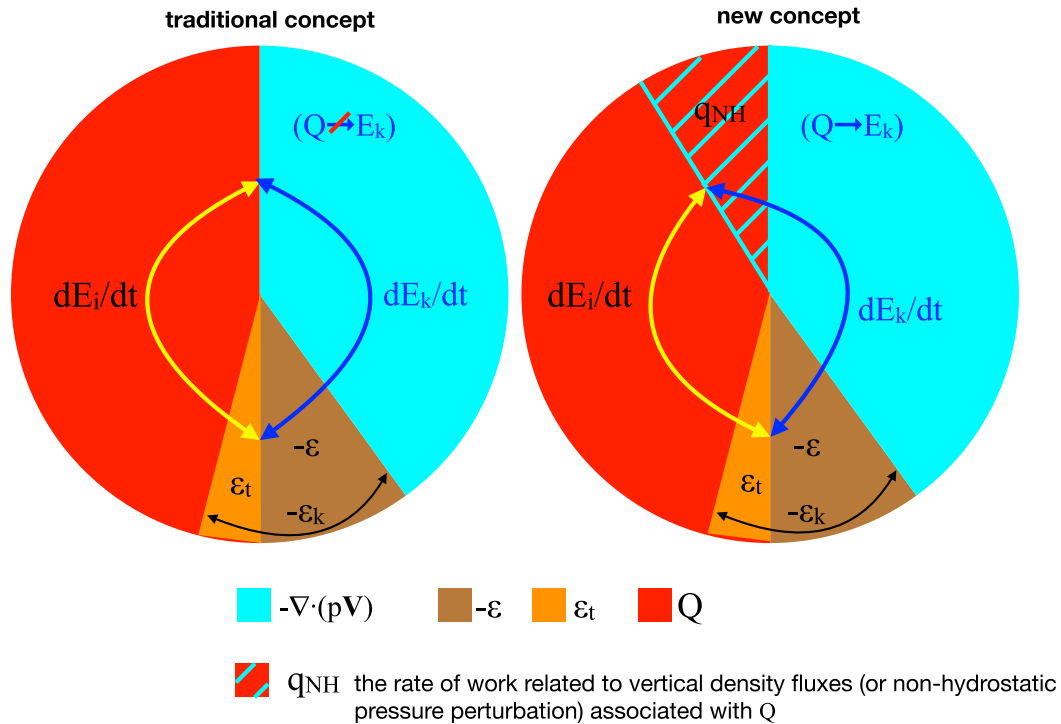 traditional concept
new concept
(Q→Eₖ)
qNH
(Q→Eₖ)
dEᵢ/dt
dEₖ/dt
dEᵢ/dt
dEₖ/dt
-ε
εₜ
-εₖ
-ε
εₜ
-εₖ
-∇·(pV)
-ε
εₜ
Q
qNH the rate of work related to vertical density fluxes (or non-hydrostatic
pressure perturbation) associated with Q